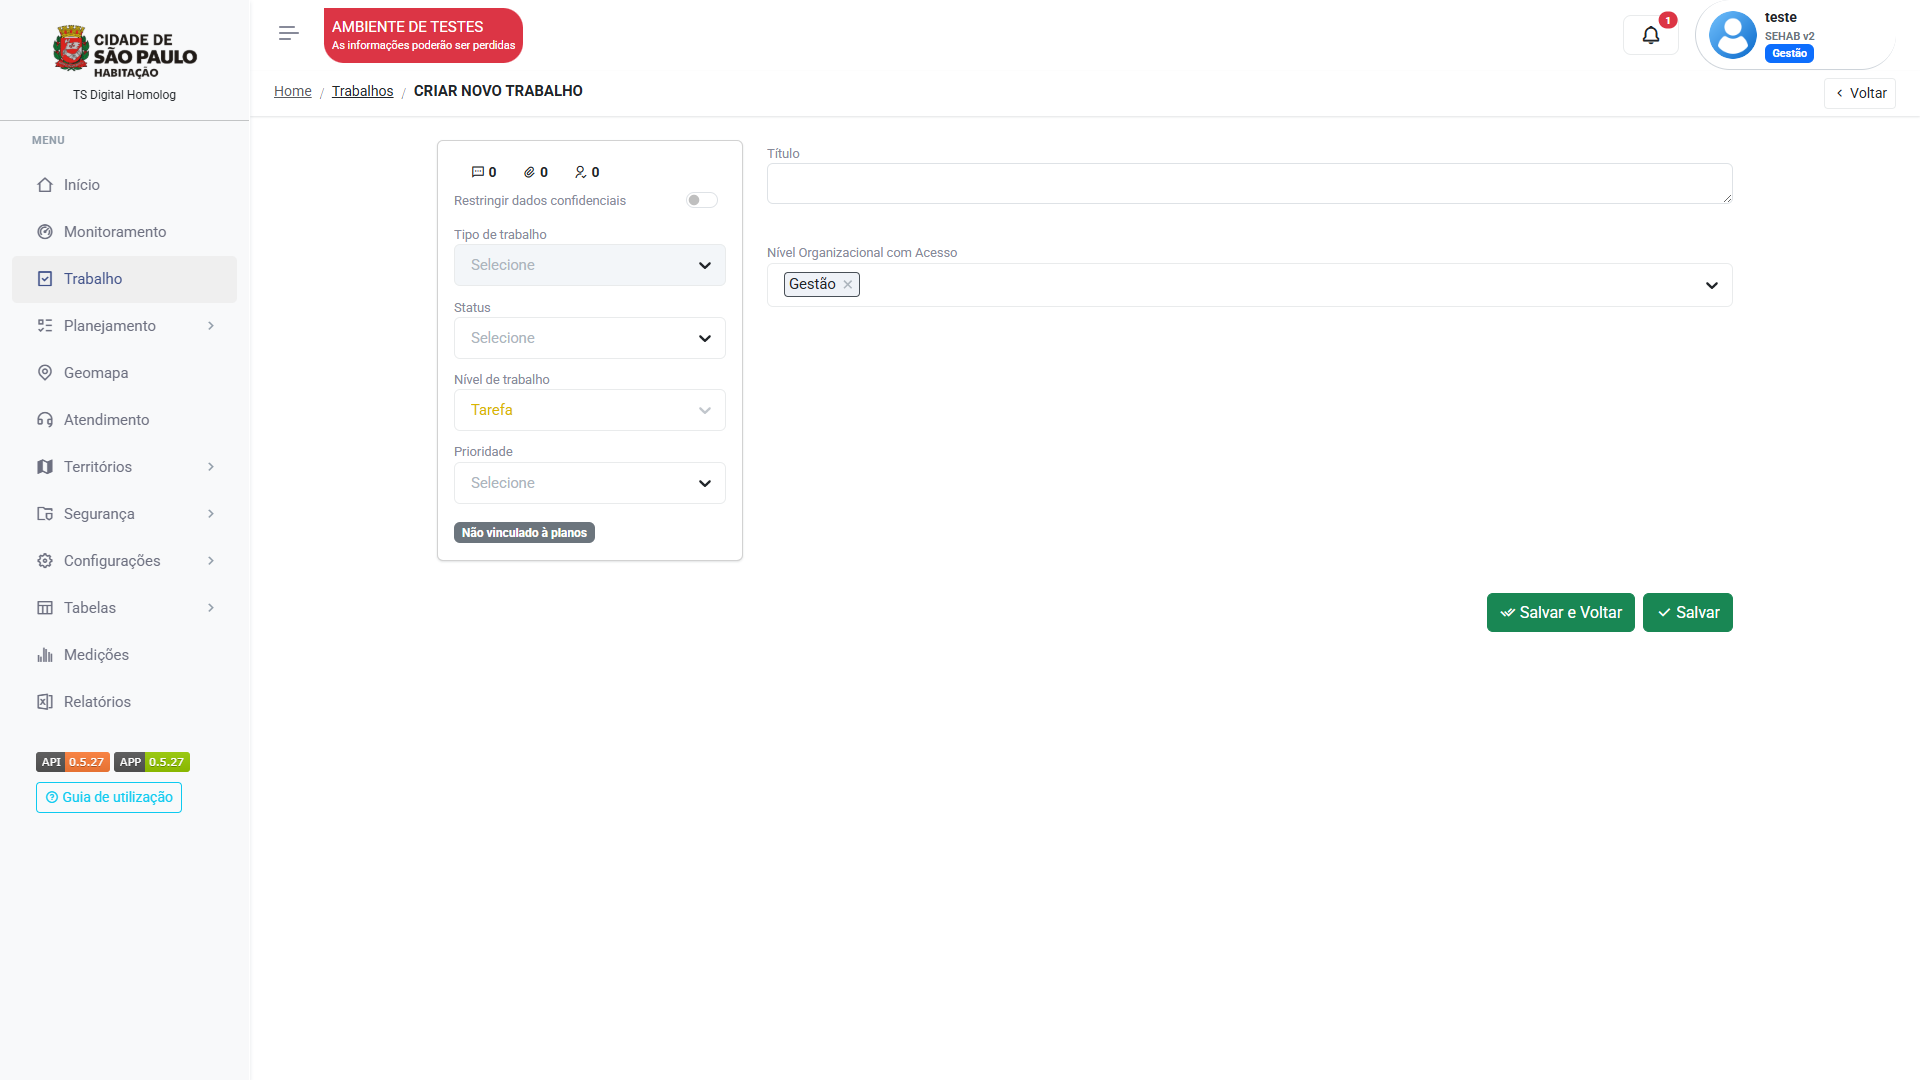 CIDADE DE
SÃO PAULO
HABITAÇÃO
TS Digital Homolog
MENU
Início
Monitoramento
Trabalho
Planejamento
Geomapa
Atendimento
Territórios
Segurança
Configurações
Tabelas
Medições
Relatórios
API 0.5.27 APP 0.5.27
Guia de utilização
AMBIENTE DE TESTES
As informações poderão ser perdidas
1
teste
SEHAB v2
Gestão
Home / Trabalhos / CRIAR NOVO TRABALHO
Voltar
0 0 0
Restringir dados confidenciais
Tipo de trabalho
Selecione
Status
Selecione
Nível de trabalho
Tarefa
Prioridade
Selecione
Não vinculado à planos
Título
Nível Organizacional com Acesso
Gestão
Salvar e Voltar
Salvar